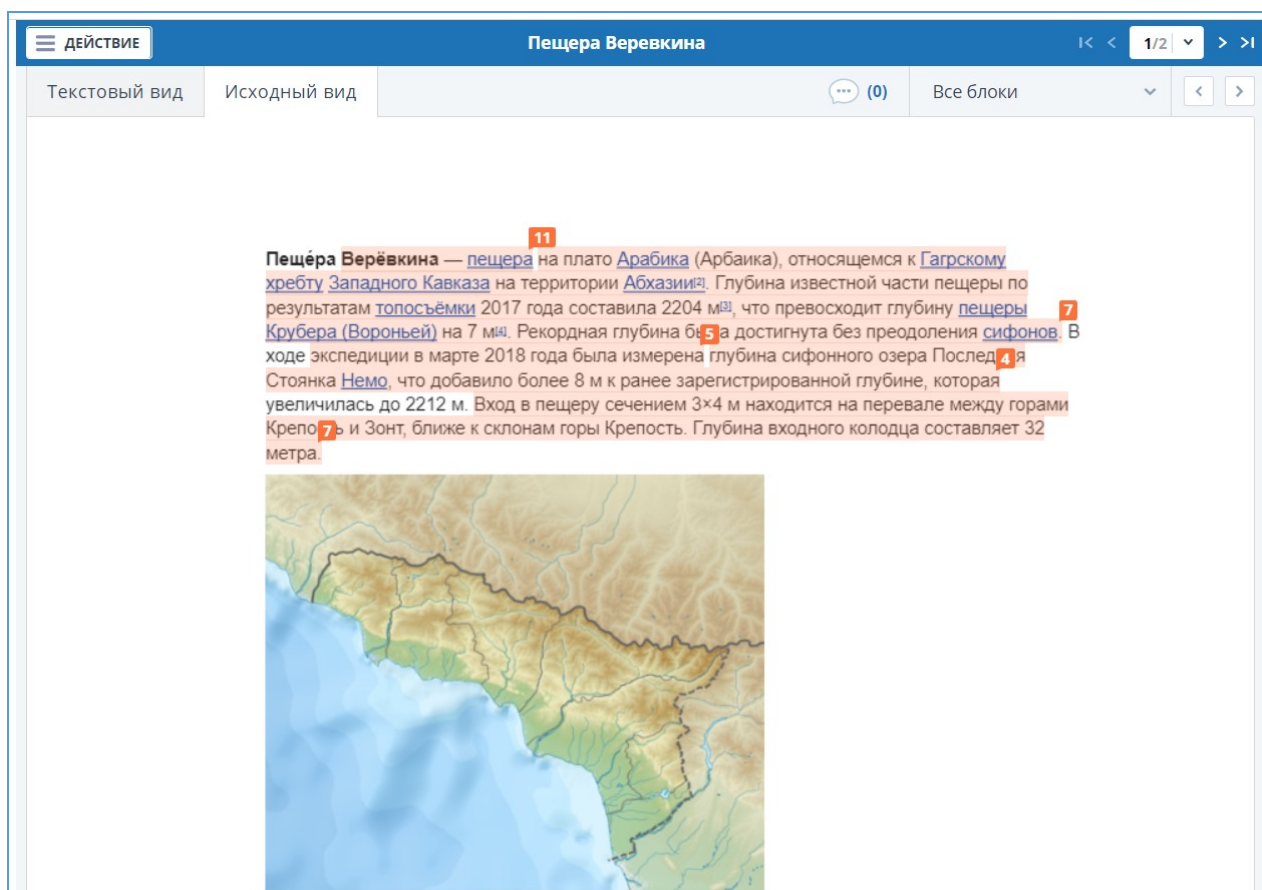 ДЕЙСТВИЕ
Пещера Веревкина
1/2
Текстовый вид
Исходный вид
(0)
Все блоки
11
Пеще́ра Верёвкина — пещера на плато Арабика (Арбаика), относящемся к Гагрскому
хребту Западного Кавказа на территории Абхазии[2]. Глубина известной части пещеры по
результатам топосъёмки 2017 года составила 2204 м[3], что превосходит глубину пещеры
7
Крубера (Вороньей) на 7 м[4]. Рекордная глубина б 5 а достигнута без преодоления сифонов. В
ходе экспедиции в марте 2018 года была измерена глубина сифонного озера Послед 4 я
Стоянка Немо, что добавило более 8 м к ранее зарегистрированной глубине, которая
увеличилась до 2212 м. Вход в пещеру сечением 3×4 м находится на перевале между горами
Крепо 7 ь и Зонт, ближе к склонам горы Крепость. Глубина входного колодца составляет 32
метра.